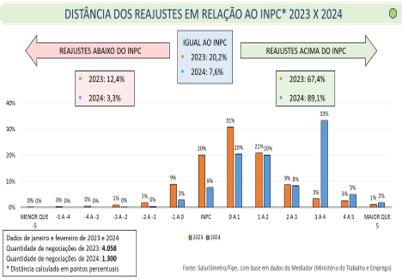 DISTÂNCIA DOS REAJUSTES EM RELAÇÃO AO INPC* 2023 X 2024
REAJUSTES ABAIXO DO INPC
IGUAL AO INPC
• 2023: 20,2%
• 2024: 7,6%
REAJUSTES ACIMA DO INPC
• 2023: 12,4%
• 2024: 3,3%
• 2023: 67,4%
• 2024: 89,1%
40%
30%
20%
10%
0%
0% 0% 0% 0% 0% 0% 1% 0% 2% 0% 9% 3% 20% 8% 31% 20% 21% 20% 9% 8% 3% 33% 3% 5% 1% 2%
MENOR QUE -5 -5 A -4 -4 A -3 -3 A -2 -2 A -1 -1 A 0 INPC 0 A 1 1 A 2 2 A 3 3 A 4 4 A 5 MAIOR 5
2023 2024
Dados de janeiro e fevereiro de 2023 e 2024
Quantidade de negociações de 2023: 4.058
Quantidade de negociações de 2024: 1.300
* Distância calculada em pontos percentuais
Fonte: Salariômetro/Fipe, com base em dados do Mediador (Ministério do Trabalho e Emprego)